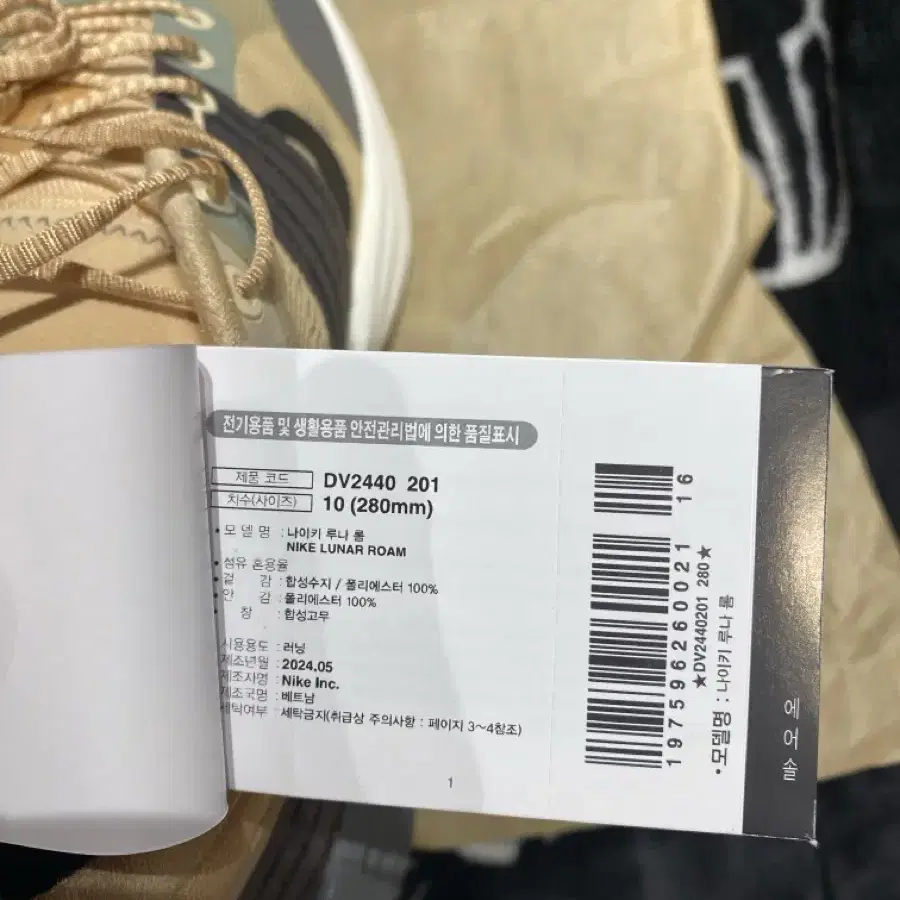 전기용품 및 생활용품 안전관리법에 의한 품질표시
제품 코드 DV2440 201
치수(사이즈) 10 (280mm)
• 모 델 명 : 나이키 루나 롬
NIKE LUNAR ROAM
• 섬유 혼용율
• 겉 감 : 합성수지 / 폴리에스터 100%
• 안 감 : 폴리에스터 100%
• 창 : 합성고무
사용용도 : 러닝
제조년월 : 2024.05
제조자명 : Nike Inc.
제조국명 : 베트남
세탁여부 : 세탁금지(취급상 주의사항 : 페이지 3~4참조)
1
16
197596260021
★DV2440201 280★
• 모델명 : 나이키 루나 롬
에어솔